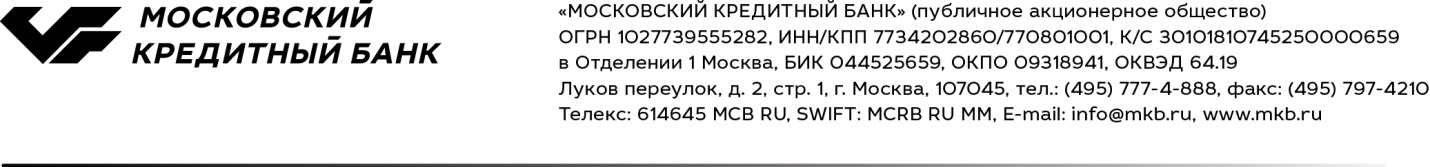 МОСКОВСКИЙ
КРЕДИТНЫЙ БАНК
«МОСКОВСКИЙ КРЕДИТНЫЙ БАНК» (публичное акционерное общество)
ОГРН 1027739555282, ИНН/КПП 7734202860/770801001, К/С 30101810745250000659
в Отделении 1 Москва, БИК 044525659, ОКПО 09318941, ОКВЭД 64.19
Луков переулок, д. 2, стр. 1, г. Москва, 107045, тел.: (495) 777-4-888, факс: (495) 797-4210
Телекс: 614645 MCB RU, SWIFT: MCRB RU MM, E-mail: info@mkb.ru, www.mkb.ru